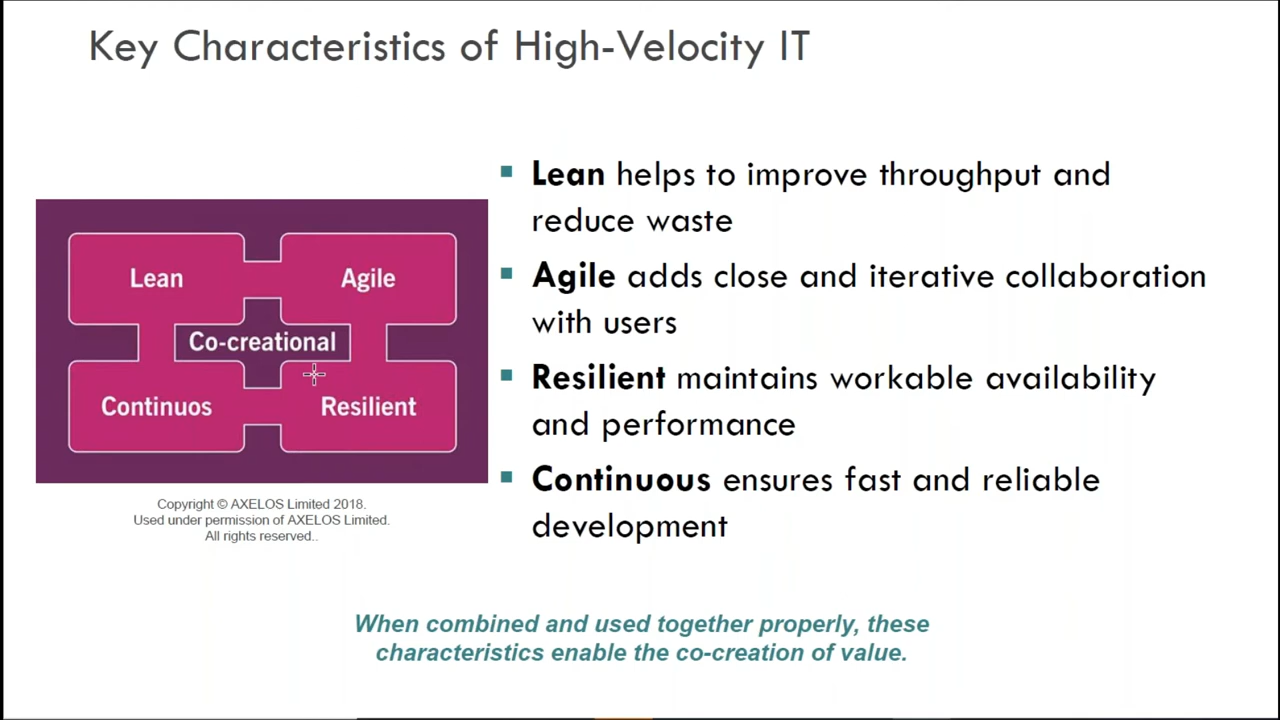 Key Characteristics of High-Velocity IT
Lean
Agile
Co-creational
Continuos
Resilient
Copyright © AXELOS Limited 2018.
Used under permission of AXELOS Limited.
All rights reserved..
Lean helps to improve throughput and
reduce waste
Agile adds close and iterative collaboration
with users
Resilient maintains workable availability
and performance
Continuous ensures fast and reliable
development
When combined and used together properly, these
characteristics enable the co-creation of value.